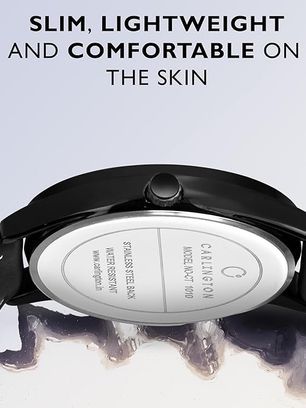 SLIM, LIGHTWEIGHT
AND COMFORTABLE ON
THE SKIN
CARLINGTON
MODEL NO-CT 1010
STAINLESS STEEL BACK
WATER RESISTANT
www.carlington.in